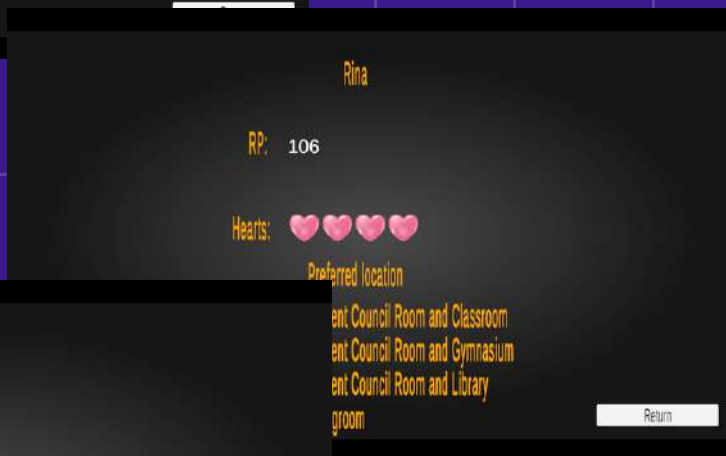 Rina
RP: 106
Hearts:
Preferred location
ent Council Room and Classroom
ent Council Room and Gymnasium
ent Council Room and Library
groom
Return